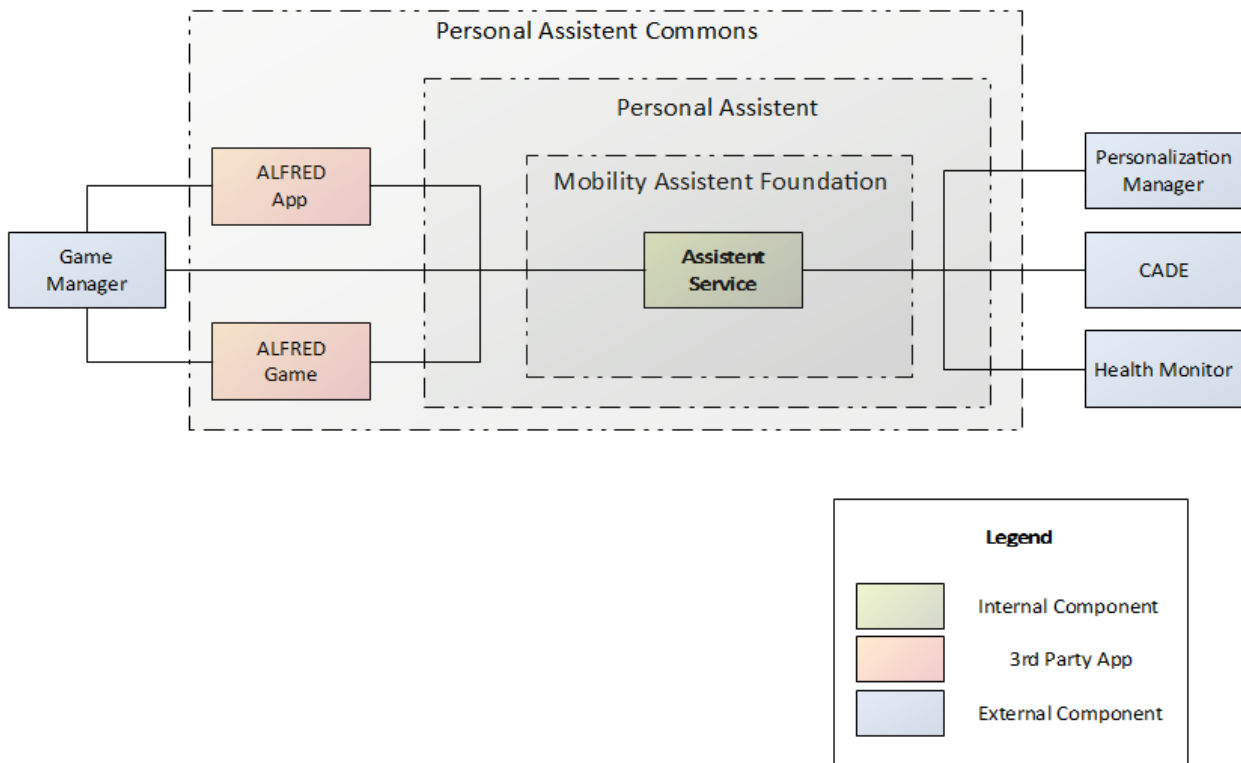 Personal Assistent Commons
Personal Assistent
Mobility Assistent Foundation
ALFRED
App
Game
Manager
ALFRED
Game
Assistent
Service
Personalization
Manager
CADE
Health Monitor
Legend
Internal Component
3rd Party App
External Component